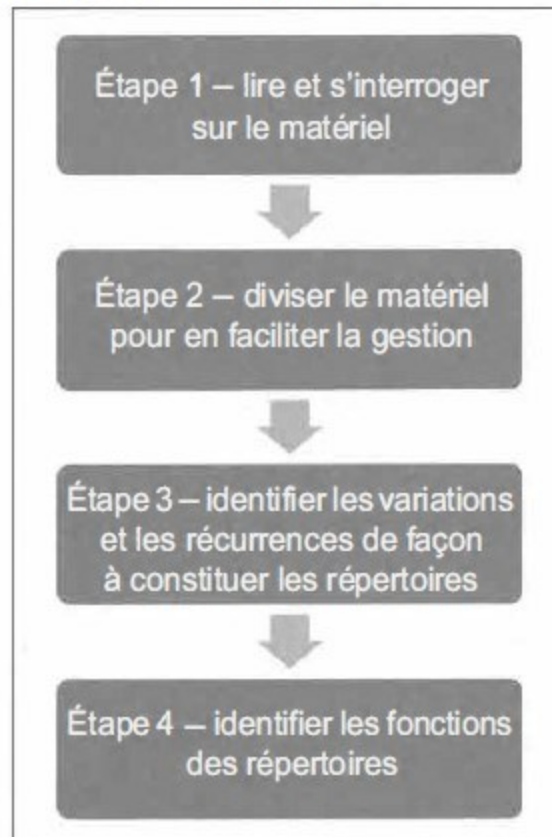 Étape 1 – lire et s'interroger
sur le matériel
Étape 2 – diviser le matériel
pour en faciliter la gestion
Étape 3 – identifier les variations
et les récurrences de façon
à constituer les répertoires
Étape 4 – identifier les fonctions
des répertoires